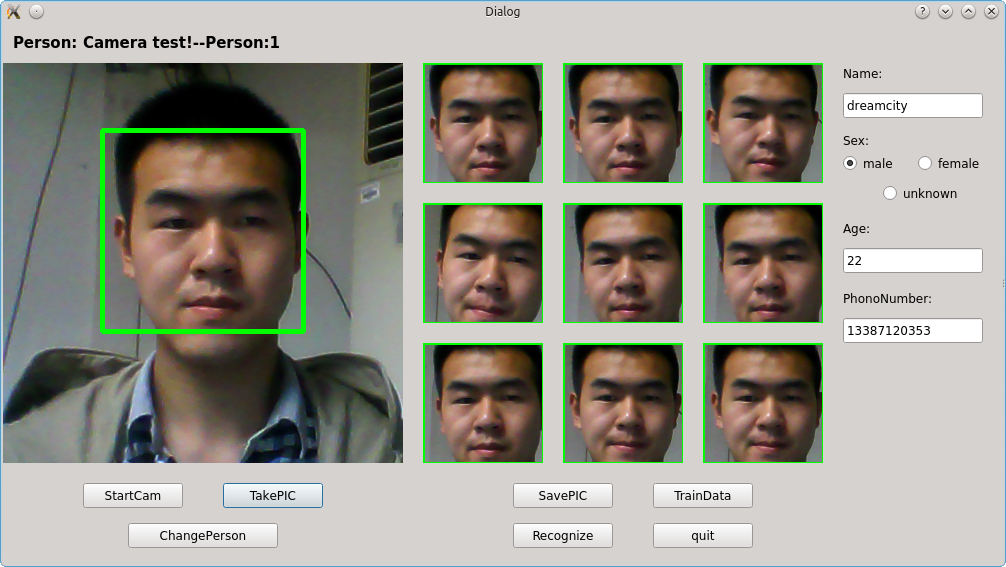 Dialog
Person: Camera test!--Person:1
Name:
dreamcity
Sex:
male female
unknown
Age:
22
PhonoNumber:
13387120353
StartCam TakePIC SavePIC TrainData
ChangePerson Recognize quit